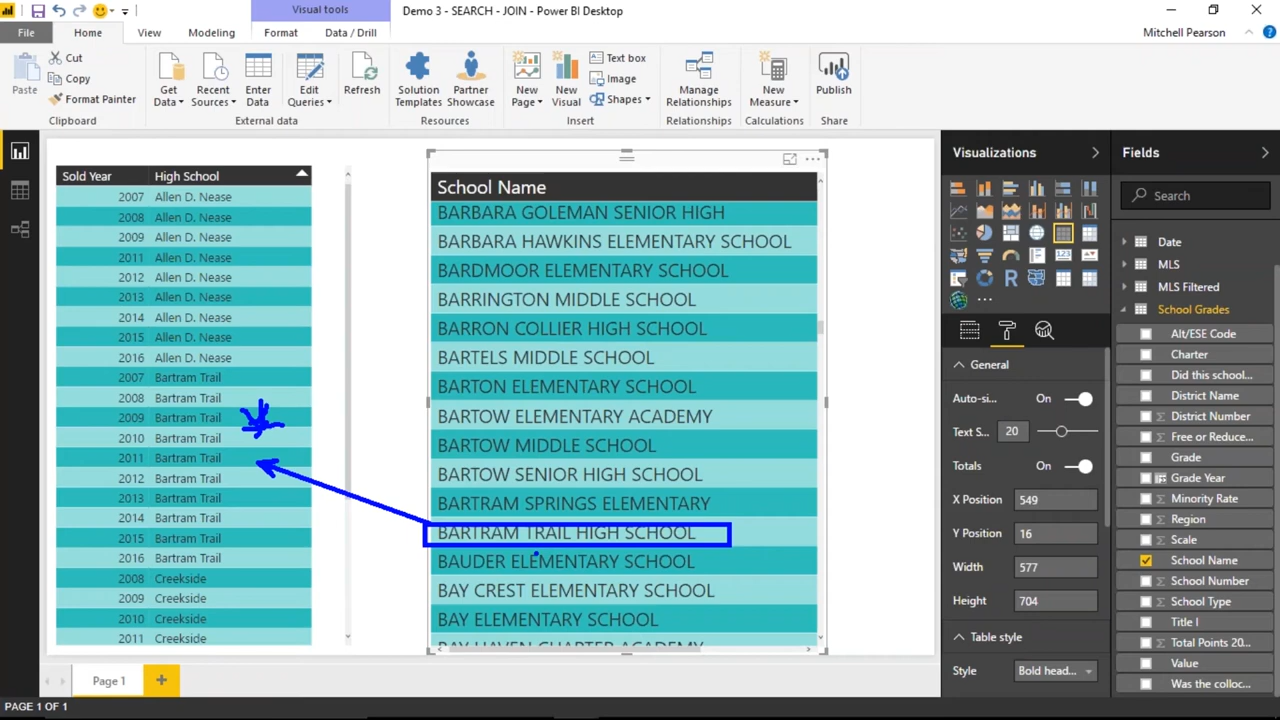 Visual tools
Demo 3 - SEARCH - JOIN - Power BI Desktop
File Home View Modeling Format Data / Drill
Mitchell Pearson
Paste
Cut
Copy
Format Painter
Clipboard
Get Data
Recent Sources
Enter Data
Edit Queries
Refresh
External data
Solution Templates
Partner Showcase
Resources
New Page
New Visual
Text box
Image
Shapes
Insert
Manage Relationships
Relationships
New Measure
Calculations
Publish
Share
Sold Year High School
2007 Allen D. Nease
2008 Allen D. Nease
2009 Allen D. Nease
2011 Allen D. Nease
2012 Allen D. Nease
2013 Allen D. Nease
2014 Allen D. Nease
2015 Allen D. Nease
2016 Allen D. Nease
2007 Bartram Trail
2008 Bartram Trail
2009 Bartram Trail
2010 Bartram Trail
2011 Bartram Trail
2012 Bartram Trail
2013 Bartram Trail
2014 Bartram Trail
2015 Bartram Trail
2016 Bartram Trail
2008 Creekside
2009 Creekside
2010 Creekside
2011 Creekside
School Name
BARBARA GOLEMAN SENIOR HIGH
BARBARA HAWKINS ELEMENTARY SCHOOL
BARDMOOR ELEMENTARY SCHOOL
BARRINGTON MIDDLE SCHOOL
BARRON COLLIER HIGH SCHOOL
BARTELS MIDDLE SCHOOL
BARTON ELEMENTARY SCHOOL
BARTOW ELEMENTARY ACADEMY
BARTOW MIDDLE SCHOOL
BARTOW SENIOR HIGH SCHOOL
BARTRAM SPRINGS ELEMENTARY
BARTRAM TRAIL HIGH SCHOOL
BAUDER ELEMENTARY SCHOOL
BAY CREST ELEMENTARY SCHOOL
BAY ELEMENTARY SCHOOL
BAY HAVEN CHARTER ACADEMY
Visualizations
R
123
General
Auto-si... On
Text S... 20
Totals On
X Position 549
Y Position 16
Width 577
Height 704
Table style
Style Bold head...
Fields
Search
Date
MLS
MLS Filtered
School Grades
Alt/ESE Code
Charter
Did this school...
District Name
Σ District Number
Σ Free or Reduce...
Grade
Grade Year
Σ Minority Rate
Σ Region
Σ Scale
School Name
Σ School Number
Σ School Type
Title I
Σ Total Points 20...
Σ Value
Was the colloc...
Page 1
PAGE 1 OF 1